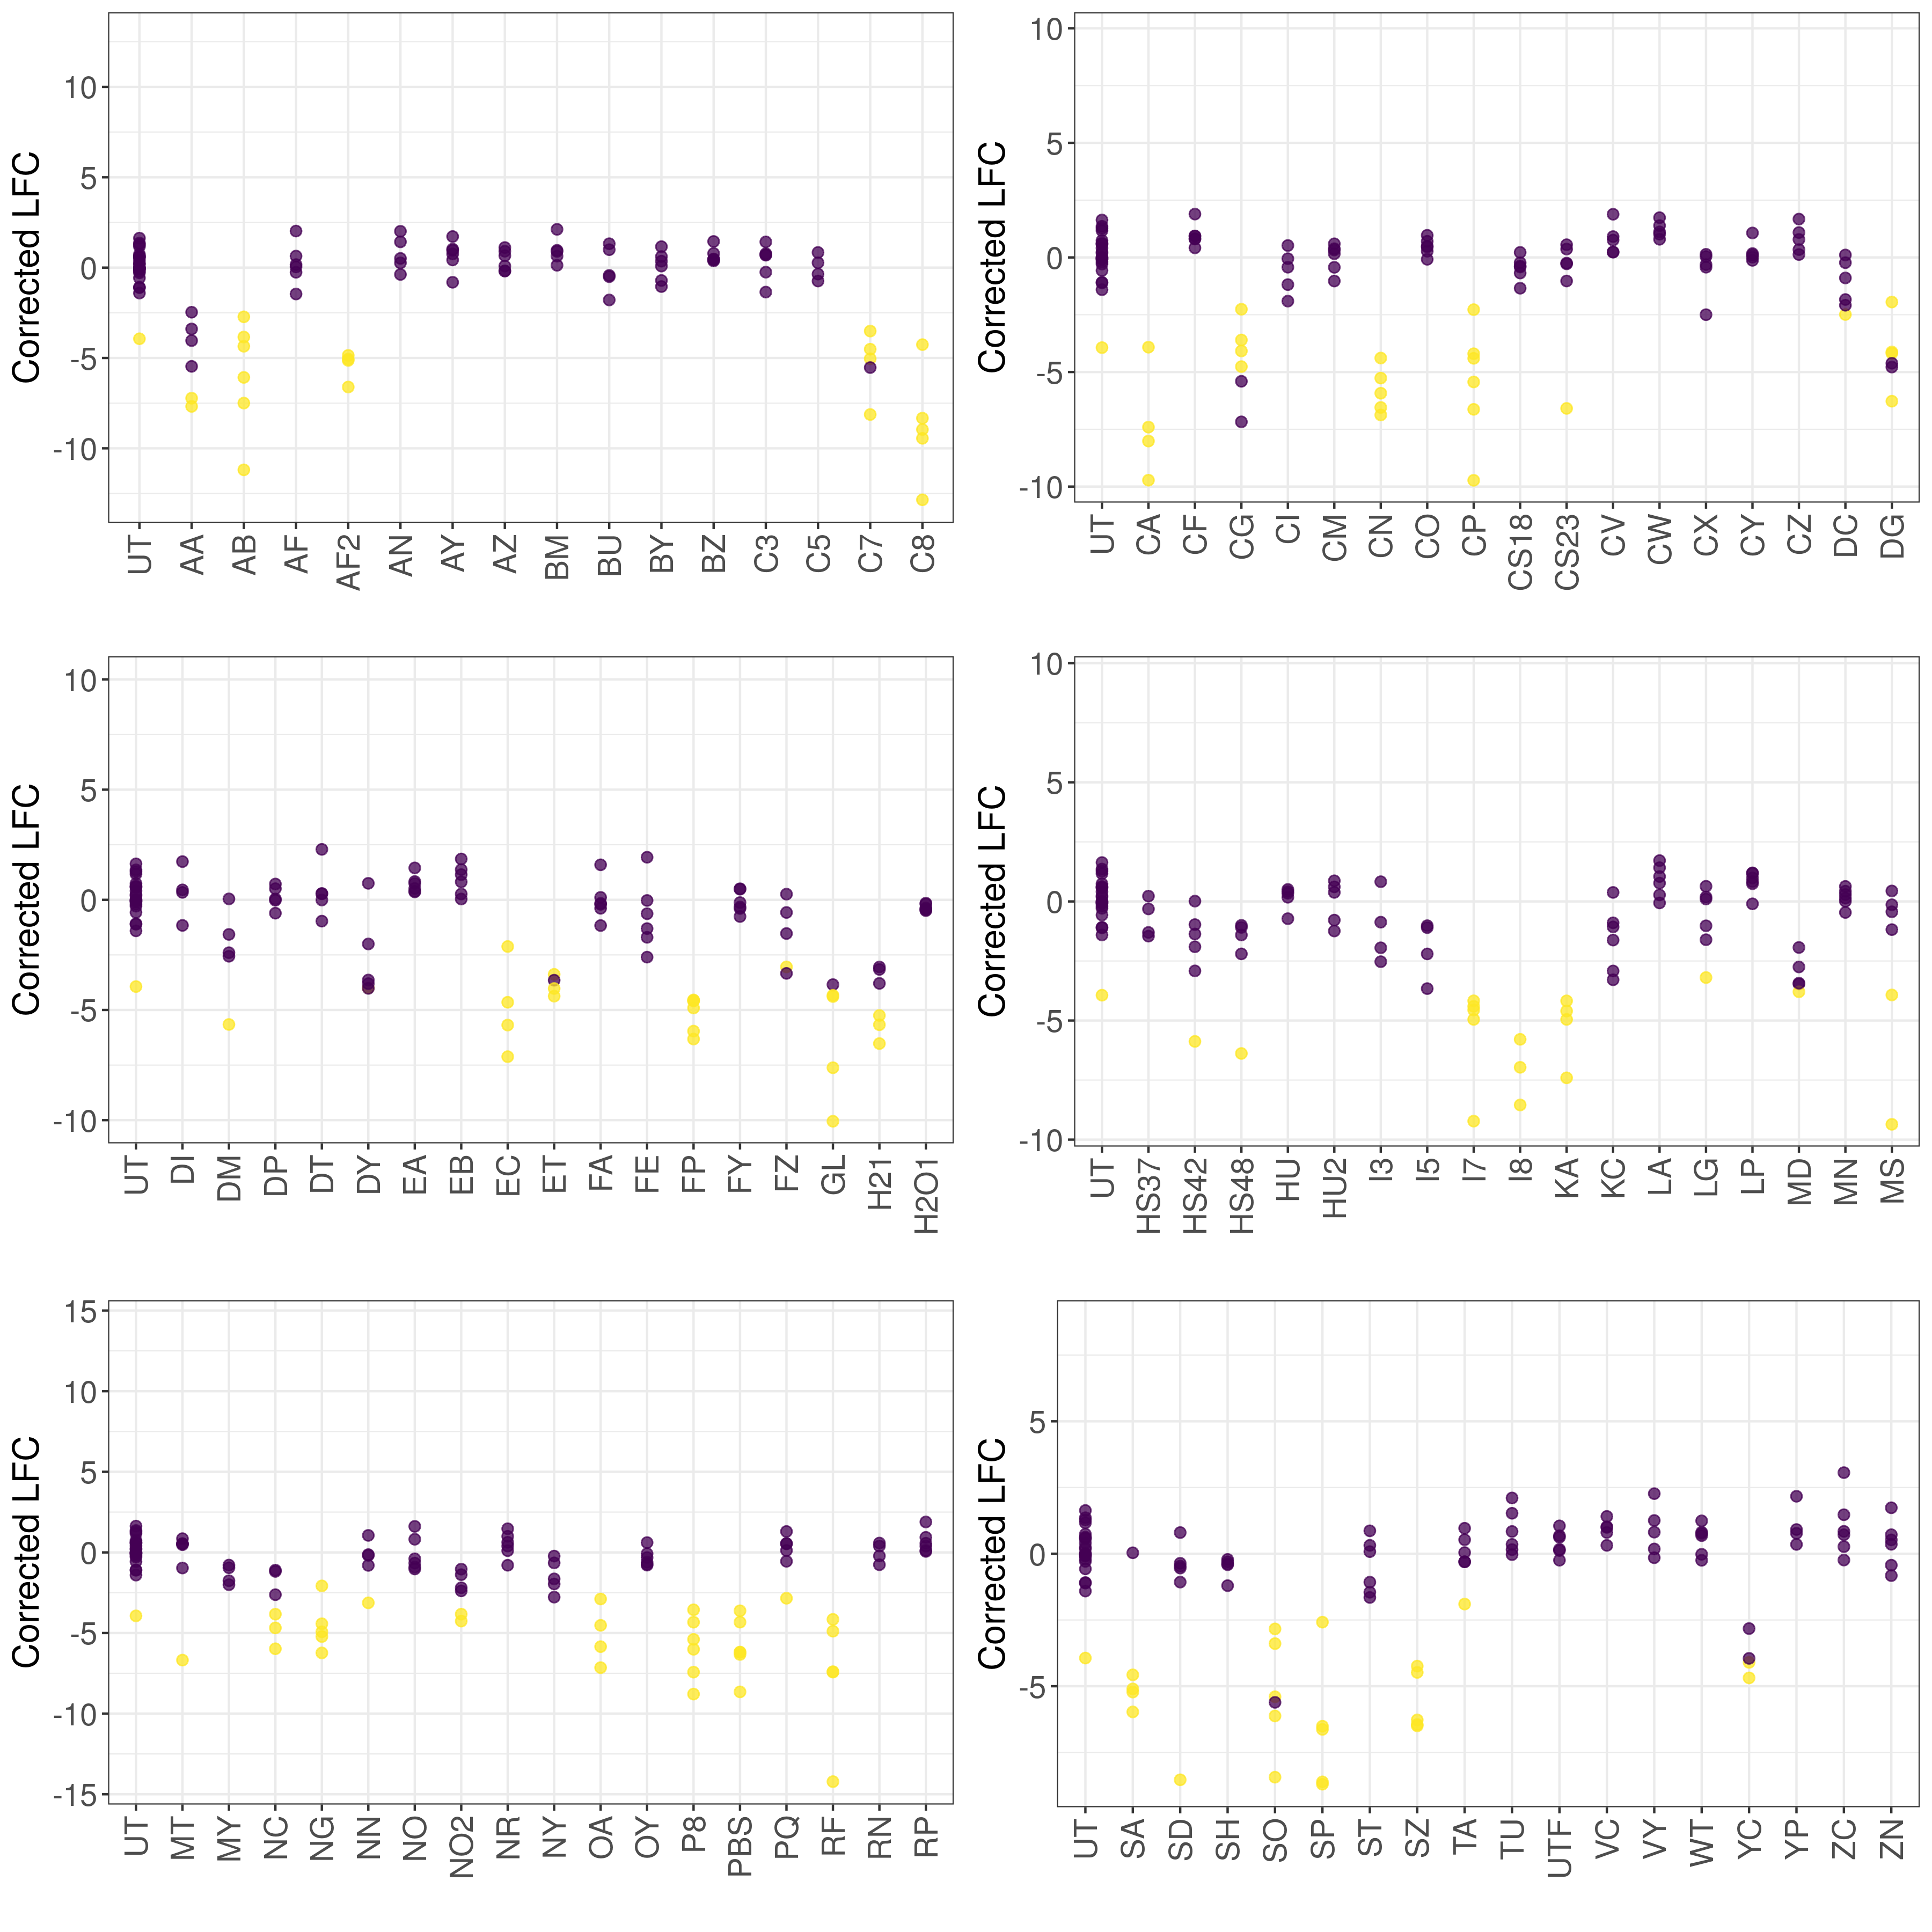 Corrected LFC
10
5
0
-5
-10
UT AA AB AF AF2 AN AY AZ BM BU BY BZ C3 C5 C7 C8
Corrected LFC
10
5
0
-5
-10
UT CA CF CG CI CM CN CO CP CS18 CS23 CV CW CX CY CZ DC DG
Corrected LFC
10
5
0
-5
-10
UT DI DM DP DT DY EA EB EC ET FA FE FP FY FZ GL H21 H2O1
Corrected LFC
10
5
0
-5
-10
UT HS37 HS42 HS48 HU HU2 I3 I5 I7 I8 KA KC LA LG LP MD MN MS
Corrected LFC
15
10
5
0
-5
-10
-15
UT MT MY NC NG NN NO NO2 NR NY OA OY P8 PBS PQ RF RN RP
Corrected LFC
5
0
-5
UT SA SD SH SO SP ST SZ TA TU UTF VC VY WT YC YP ZC ZN